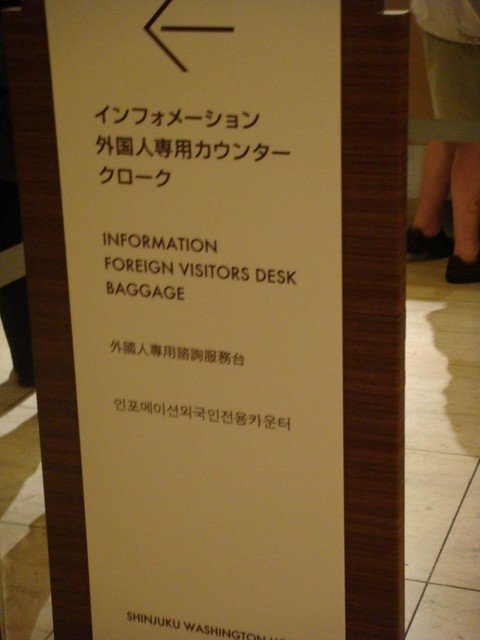 インフォメーション
外国人専用カウンター
クローク
INFORMATION
FOREIGN VISITORS DESK
BAGGAGE
外國人專用諮詢服務台
인포메이션외국인전용카운터
SHINJUKU WASHINGTON